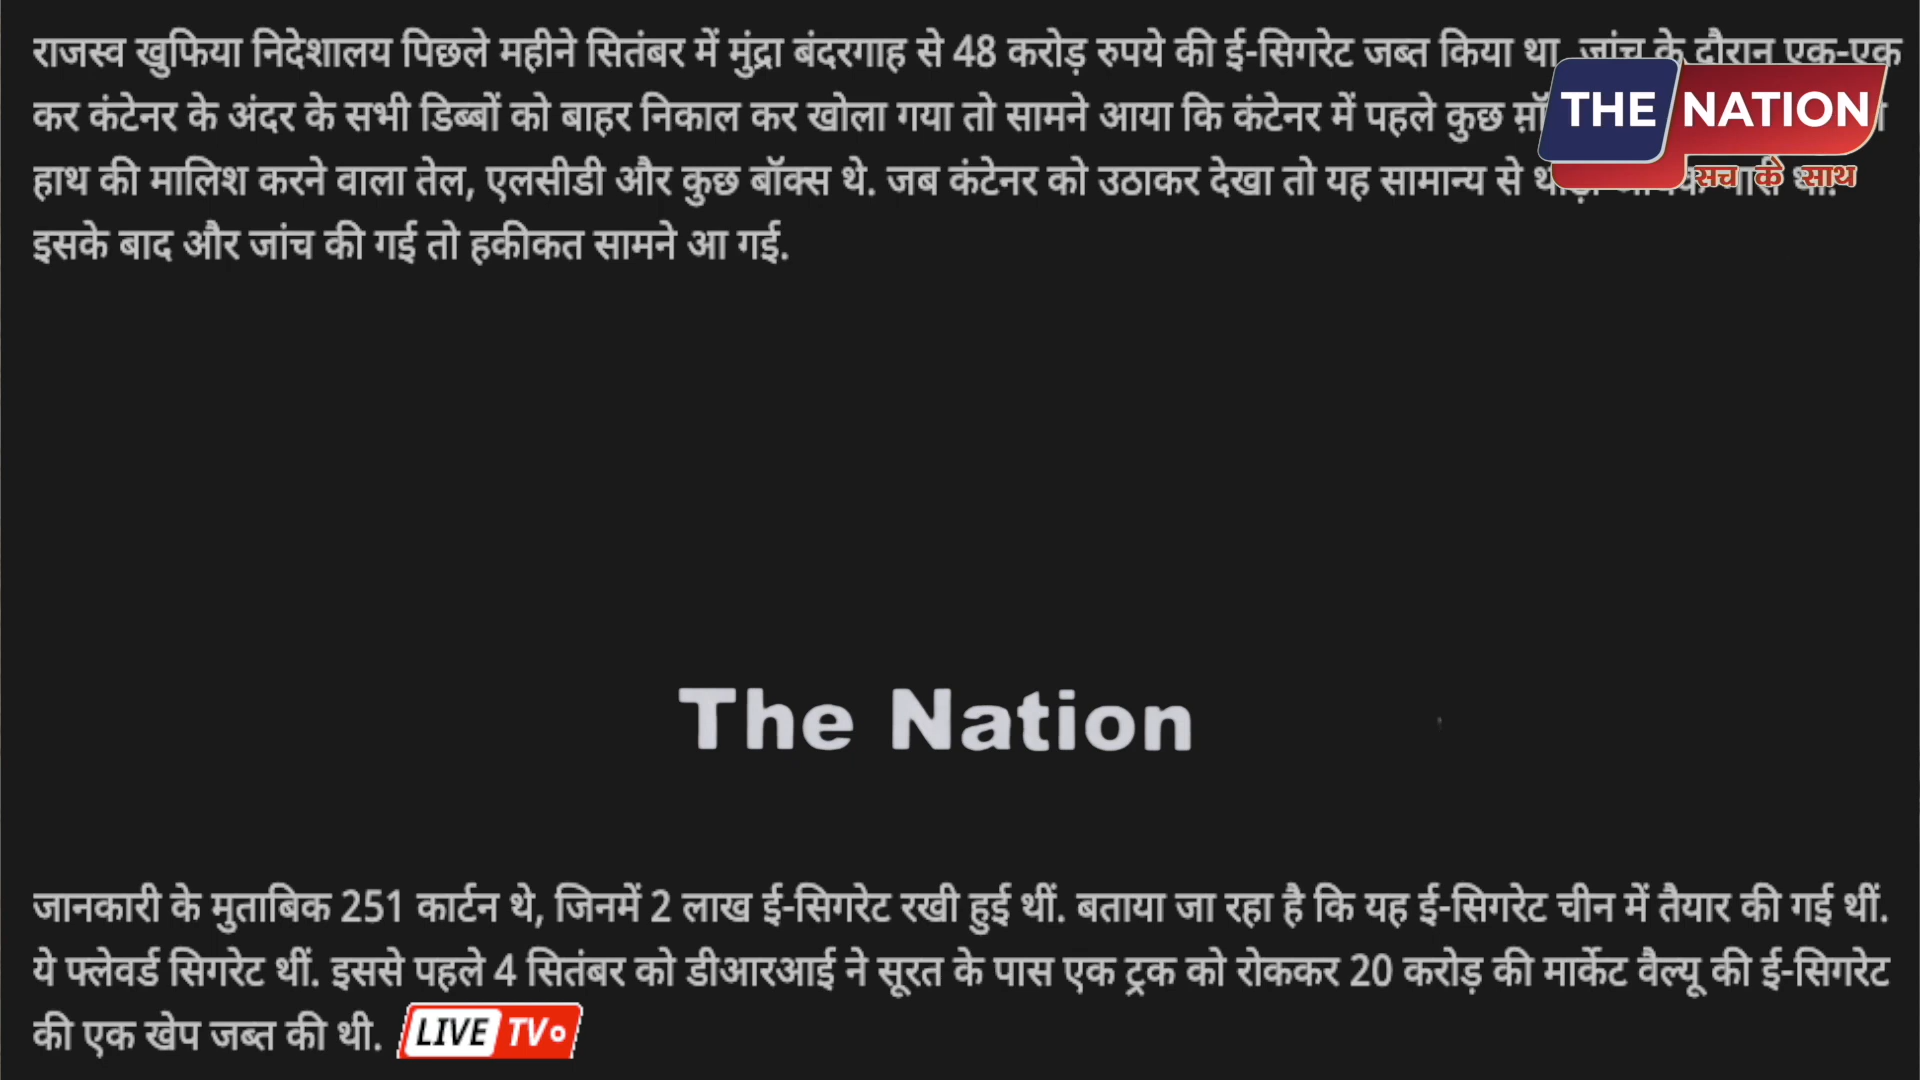 राजस्व खुफिया निदेशालय पिछले महीने सितंबर में मुंद्रा बंदरगाह से 48 करोड़ रुपये की ई-सिगरेट जब्त किया था. जांच के दौरान एक-एक
कर कंटेनर के अंदर के सभी डिब्बों को बाहर निकाल कर खोला गया तो सामने आया कि कंटेनर में पहले कुछ
THE NATION
हाथ की मालिश करने वाला तेल, एलसीडी और कुछ बॉक्स थे. जब कंटेनर को उठाकर देखा तो यह सामान्य से
सच के साथ
इसके बाद और जांच की गई तो हकीकत सामने आ गई.
The Nation
जानकारी के मुताबिक 251 कार्टन थे, जिनमें 2 लाख ई-सिगरेट रखी हुई थीं. बताया जा रहा है कि यह ई-सिगरेट चीन में तैयार की गई थीं.
ये फ्लेवर्ड सिगरेट थीं. इससे पहले 4 सितंबर को डीआरआई ने सूरत के पास एक ट्रक को रोककर 20 करोड़ की मार्केट वैल्यू की ई-सिगरेट
की एक खेप जब्त की थी. LIVE TV